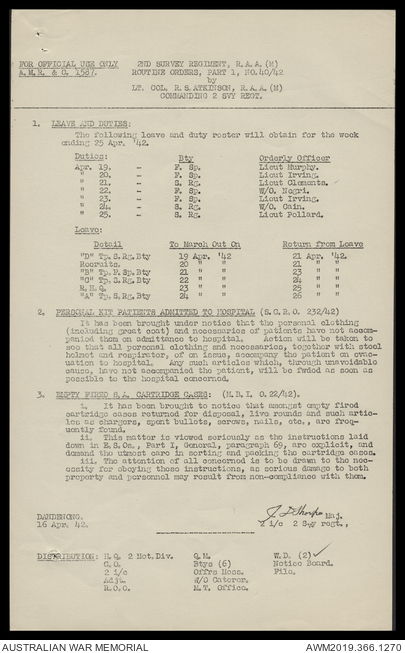 FOR OFFICIAL USE ONLY
A.M.R. & O. 1587.
2ND SURVEY REGIMENT, R.A.A.(M)
ROUTINE ORDERS, PART 1, NO.40/42
by
LT. COL. R.S.ATKINSON, R.A.A.(M)
COMMANDING 2 SVY REGT.
1. LEAVE AND DUTIES:
The following leave and duty roster will obtain for the week
ending 25 Apr. '42.
Duties: Bty Orderly Officer
Apr. 19. - F. Sp. Lieut Murphy.
" 20. - F. Sp. Lieut Irving.
" 21. - S. Rg. Lieut Clements.
" 22. - F. Sp. W/O. Negri.
" 23. - F. Sp. Lieut Irving.
" 24. - S. Rg. W/O. Cain.
" 25. - S. Rg. Lieut Pollard.
Leave:
Detail To March Out On Return from Leave
"D" Tp.S.Rg.Bty 19 Apr. '42 21 Apr. '42.
Recruits. 20 " " 21 " "
"B" Tp.F.Sp.Bty 21 " " 23 " "
"C" Tp.S.Rg.Bty 22 " " 24 " "
R.H.Q. 23 " " 25 " "
"A" Tp.S.Rg.Bty 24 " " 26 " "
2. PERSONAL KIT PATIENTS ADMITTED TO HOSPITAL (S.C.R.O. 232/42)
It has been brought under notice that the personal clothing
(including great coat) and necessaries of patients have not accom-
panied them on admittance to hospital. Action will be taken to
see that all personal clothing and necessaries, together with steel
helmet and respirator, of on issue, accompany the patient on evac-
uation to hospital. Any such articles which, through unavoidable
cause, have not accompanied the patient, will be fwded as soon as
possible to the hospital concerned.
3. EMPTY FIRED S.A. CARTRIDGE CASES: (M.D.I. O.22/42).
i. It has been brought to notice that amongst empty fired
cartridge cases returned for disposal, live rounds and such artic-
les as chargers, spent bullets, screws, nails, etc., are freq-
uently found.
ii. This matter is viewed seriously as the instructions laid
down in E.S.Om., Part I, General, paragraph 69, are explicit, and
demand the utmost care in sorting and packing the cartridge cases.
iii. The attention of all concerned is to be drawn to the nec-
essity for obeying these instructions, as serious damage to both
property and personnel may result from non-compliance with them.
DANDENONG.
16 Apr. 42.
Maj.
2 i/c 2 Svy regt.,
DISTRIBUTION: H.Q. 2 Mot.Div. Q.M. W.D. (2)
C.O. Btys (6) Notice Board.
2 i/c Offrs Mess. File.
Adjt. W/O Caterer.
R.C.O. M.T. Office.
AUSTRALIAN WAR MEMORIAL
AWM2019.366.1270